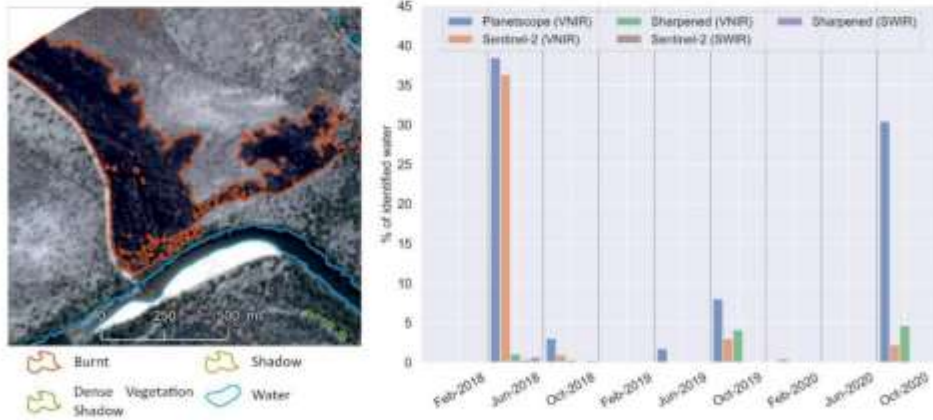 0 250 500 m
Burnt
Shadow
Dense Vegetation
Shadow
Water
45
40
35
30
25
20
15
10
5
0
% of identified water
Planetscope (VNIR)
Sharpened (VNIR)
Sharpened (SWIR)
Sentinel-2 (VNIR)
Sentinel-2 (SWIR)
Feb-2018
Jun-2018
Oct-2018
Feb-2019
Jun-2019
Oct-2019
Feb-2020
Jun-2020
Oct-2020